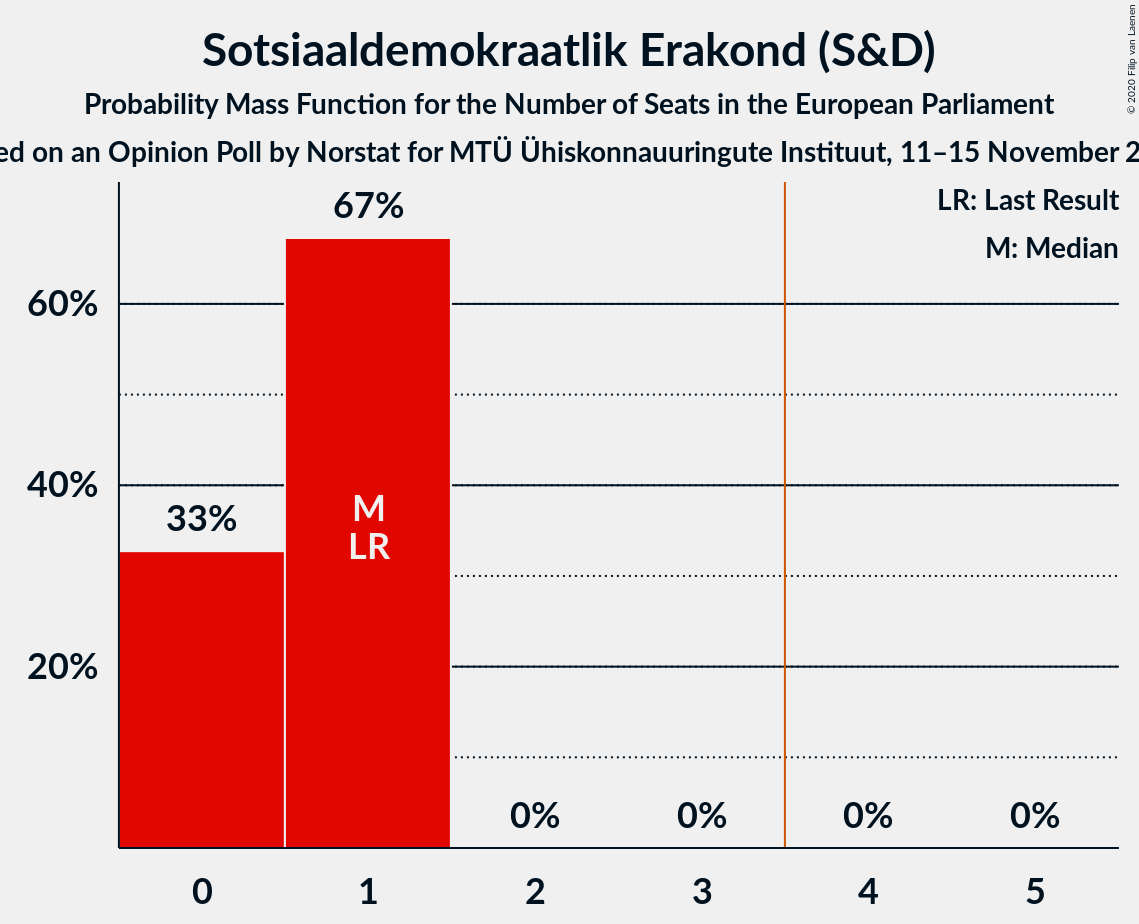 Sotsiaaldemokraatlik Erakond (S&D)
Probability Mass Function for the Number of Seats in the European Parliament
on an Opinion Poll by Norstat for MTÜ Ühiskonnauuringute Instituut, 11–15 November
© 2020 Filip van Laenen
LR: Last Result
M: Median
67%
60%
40%
33%
M
LR
20%
0% 0% 0% 0%
0 1 2 3 4 5